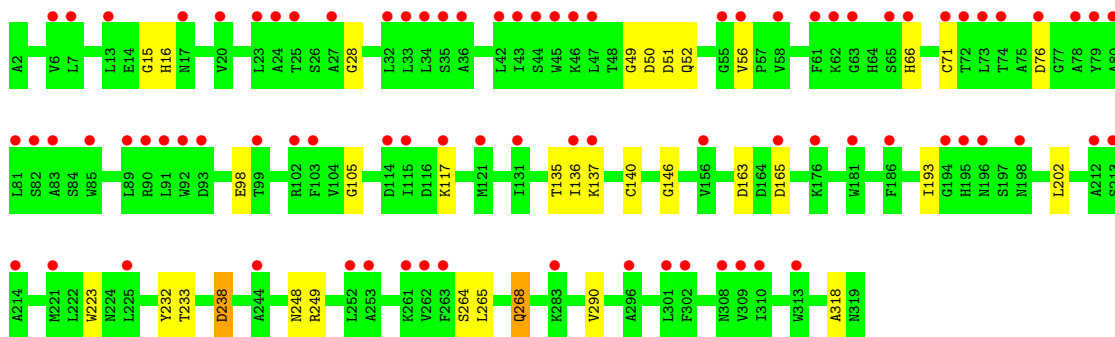 A2 V6 L7 L13 E14 G15 H16 N17 V20 L23 A24 T25 S26 A27 G28 L32 L33 L34 S35 A36 L42 I43 S44 W45 K46 L47 T48 G49 D50 D51 Q52 G55 V56 P57 V58 F61 K62 G63 H64 S65 H66 C71 T72 L73 T74 A75 D76 G77 A78 Y79 A80
L81 S82 A83 S84 W85 L89 R90 L91 W92 D93 E98 T99 R102 F103 V104 G105 D114 I115 D116 K117 M121 I131 T135 I136 K137 C140 G146 V156 D163 D164 D165 K176 W181 F186 I193 G194 H195 N196 S197 N198 L202 A212 S213
A214 M221 L222 W223 N224 L225 Y232 T233 D238 A244 N248 R249 L252 A253 K261 V262 F263 S264 L265 Q268 K283 V290 A296 L301 F302 N308 V309 I310 W313 A318 N319